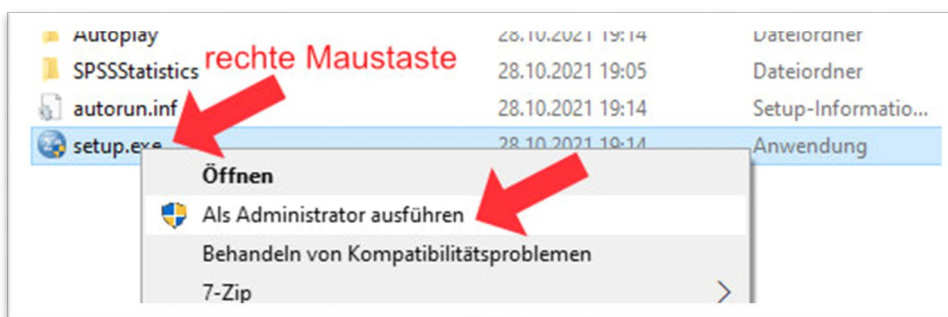 Autoplay 28.10.2021 19:14 Dateiordner
rechte Maustaste
SPSSStatistics 28.10.2021 19:05 Dateiordner
autorun.inf 28.10.2021 19:14 Setup-Informatio...
setup.exe 28.10.2021 19:14 Anwendung
Öffnen
Als Administrator ausführen
Behandeln von Kompatibilitätsproblemen
7-Zip